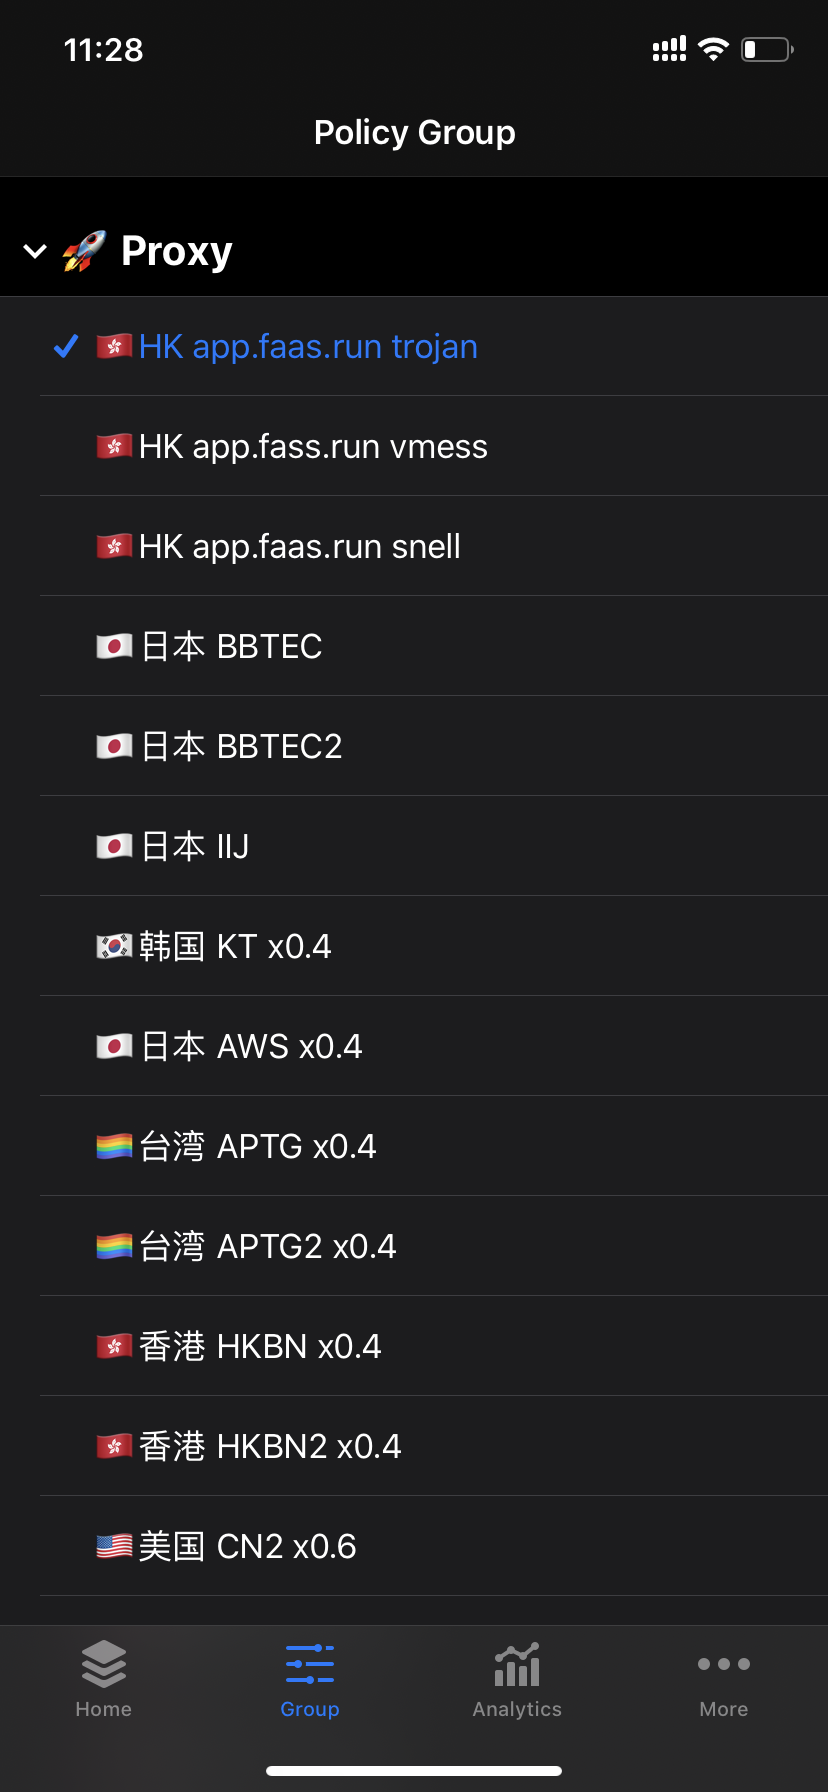 11:28
Policy Group
🚀 Proxy
🇭🇰HK app.faas.run trojan
🇭🇰HK app.fass.run vmess
🇭🇰HK app.faas.run snell
🇯🇵日本 BBTEC
🇯🇵日本 BBTEC2
🇯🇵日本 IIJ
🇰🇷韩国 KT x0.4
🇯🇵日本 AWS x0.4
🏳️‍🌈台湾 APTG x0.4
🏳️‍🌈台湾 APTG2 x0.4
🇭🇰香港 HKBN x0.4
🇭🇰香港 HKBN2 x0.4
🇺🇸美国 CN2 x0.6
Home
Group
Analytics
More